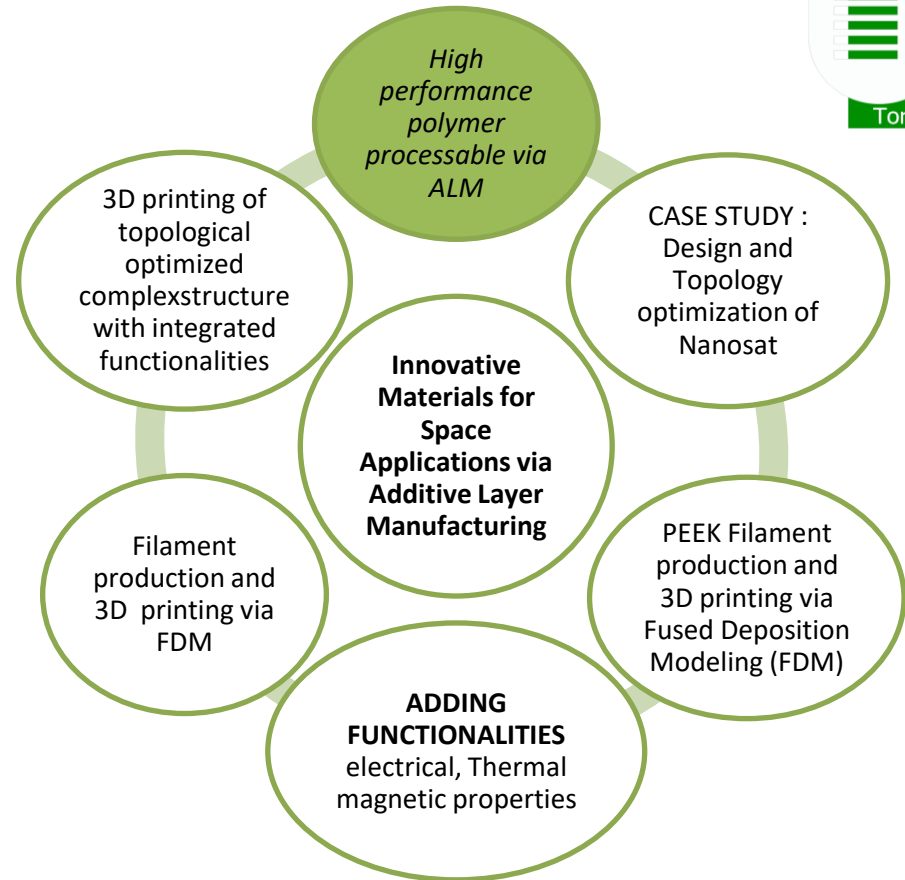 High
performance
polymer
processable via
ALM
CASE STUDY :
Design and
Topology
optimization of
Nanosat
PEEK Filament
production and
3D printing via
Fused Deposition
Modeling (FDM)
ADDING
FUNCTIONALITIES
electrical, Thermal
magnetic properties
Filament
production and
3D printing via
FDM
3D printing of
topological
optimized
complexstructure
with integrated
functionalities
Innovative
Materials for
Space
Applications via
Additive Layer
Manufacturing